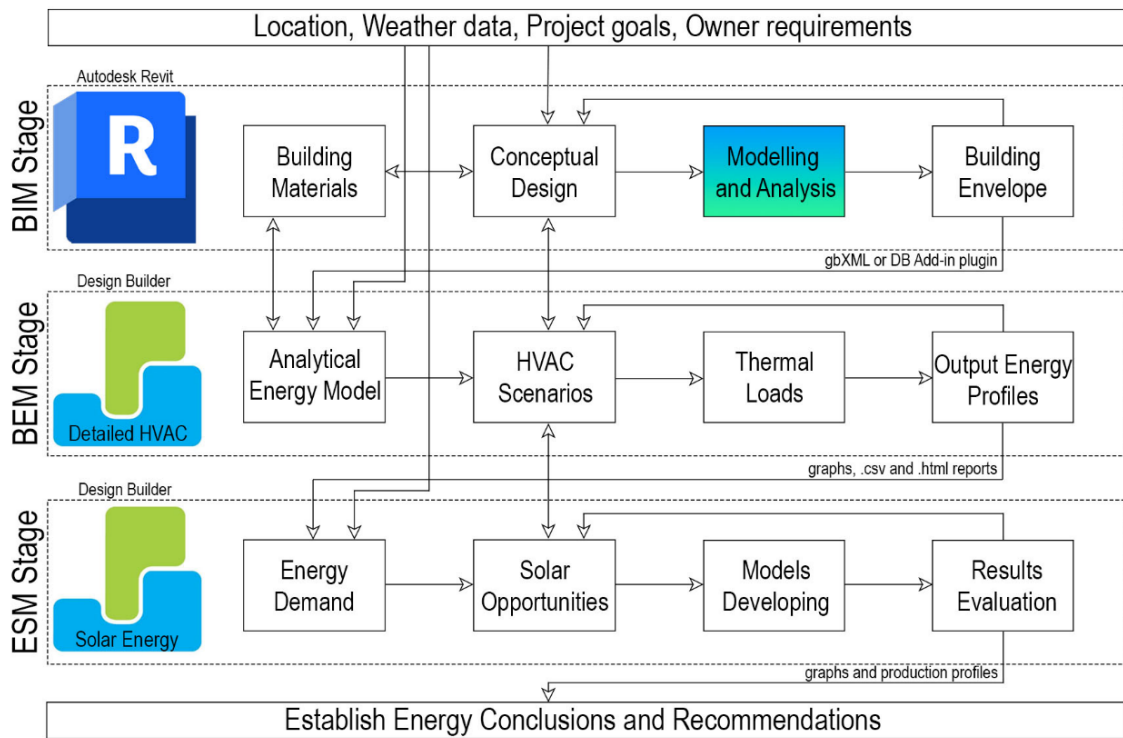 Location, Weather data, Project goals, Owner requirements
Autodesk Revit
BIM Stage
R
Building
Materials
Conceptual
Design
Modelling
and Analysis
Building
Envelope
gbXML or DB Add-in plugin
Design Builder
BEM Stage
Detailed HVAC
Analytical
Energy Model
HVAC
Scenarios
Thermal
Loads
Output Energy
Profiles
graphs, .csv and .html reports
Design Builder
ESM Stage
Solar Energy
Energy
Demand
Solar
Opportunities
Models
Developing
Results
Evaluation
graphs and production profiles
Establish Energy Conclusions and Recommendations